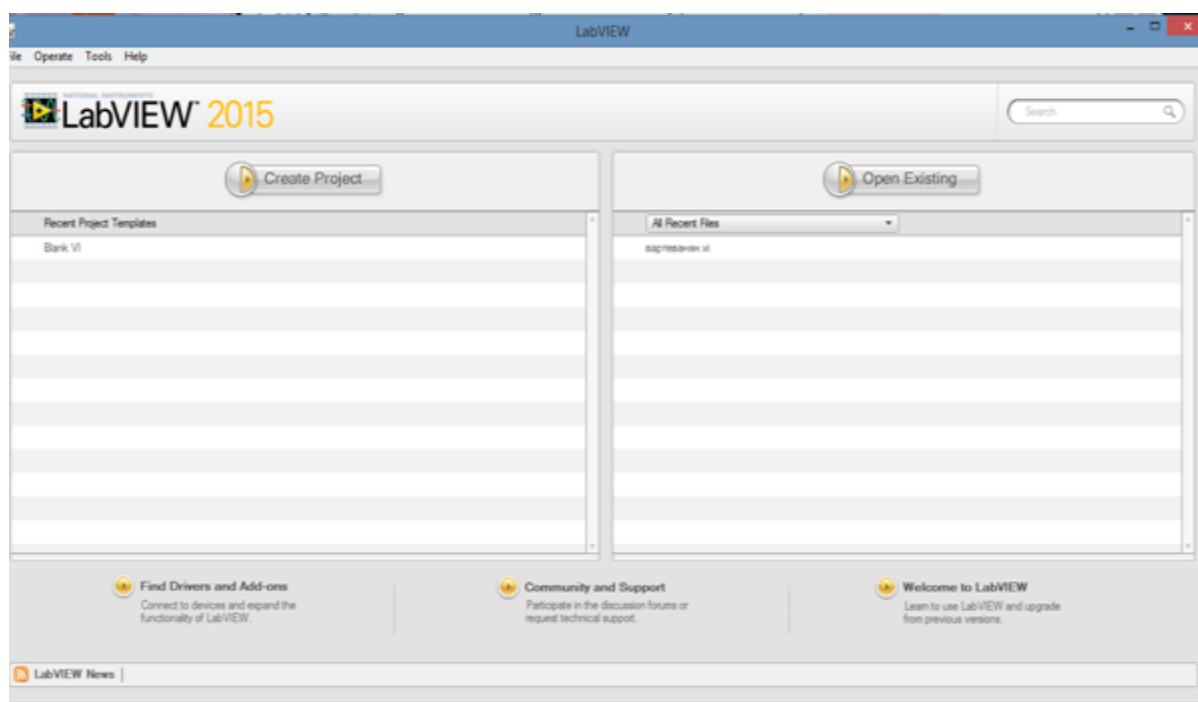 LabVIEW
File Operate Tools Help
NATIONAL INSTRUMENTS
LabVIEW™ 2015
Search
Create Project
Open Existing
Recent Project Templates
All Recent Files
Blank VI
Find Drivers and Add-ons
Connect to devices and expand the
functionality of LabVIEW.
Community and Support
Participate in the discussion forums or
request technical support.
Welcome to LabVIEW
Learn to use LabVIEW and upgrade
from previous versions.
LabVIEW News